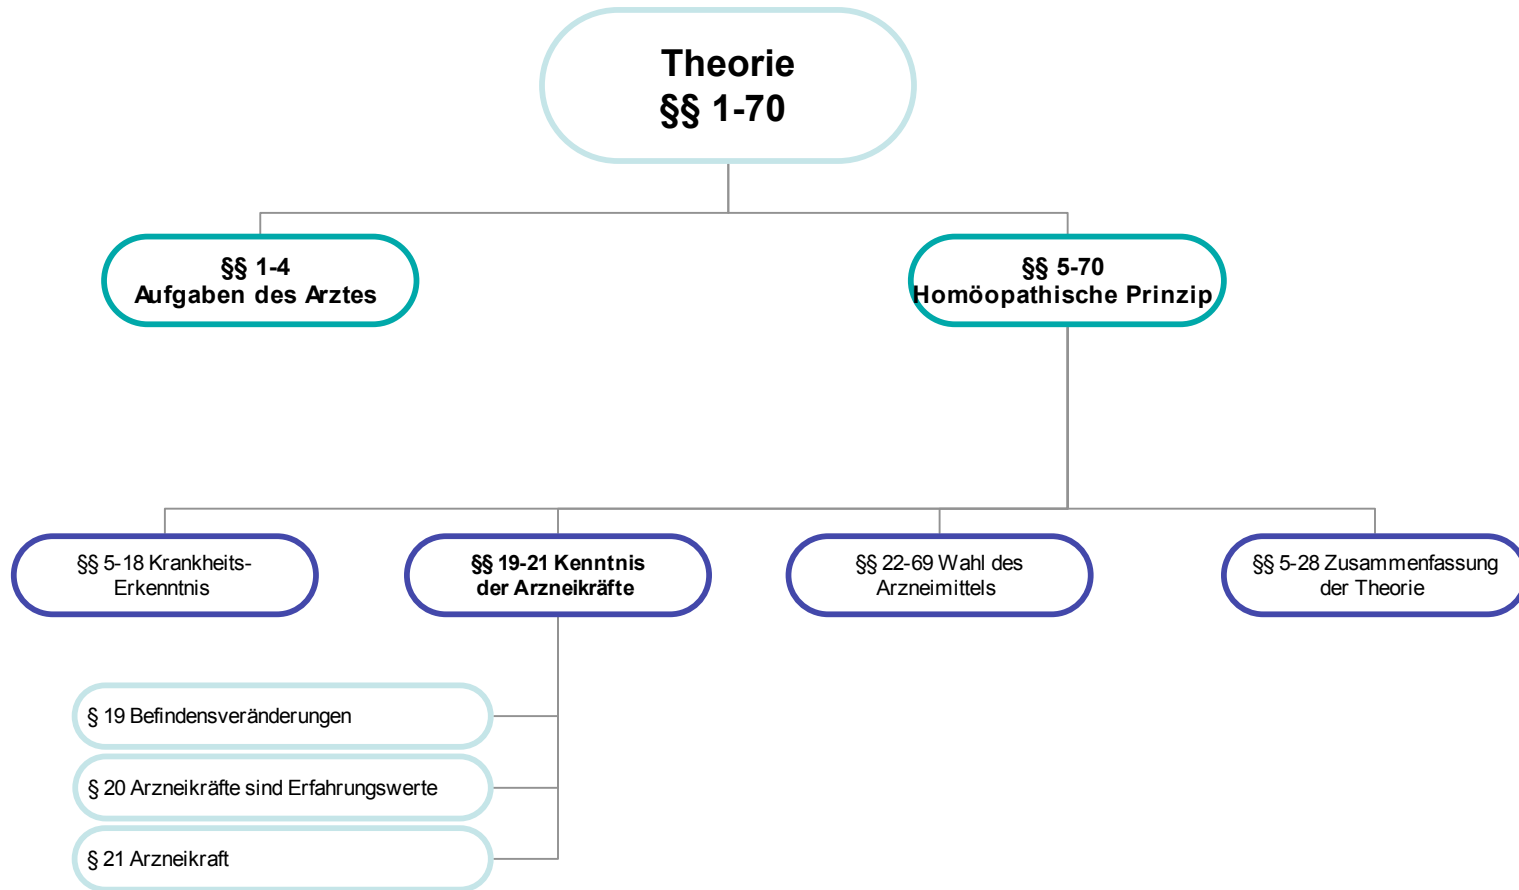 Theorie
§§ 1-70
§§ 1-4
Aufgaben des Arztes
§§ 5-70
Homöopathische Prinzip
§§ 5-18 Krankheits-
Erkenntnis
§§ 19-21 Kenntnis
der Arzneikräfte
§§ 22-69 Wahl des
Arzneimittels
§§ 5-28 Zusammenfassung
der Theorie
§ 19 Befindensveränderungen
§ 20 Arzneikräfte sind Erfahrungswerte
§ 21 Arzneikraft